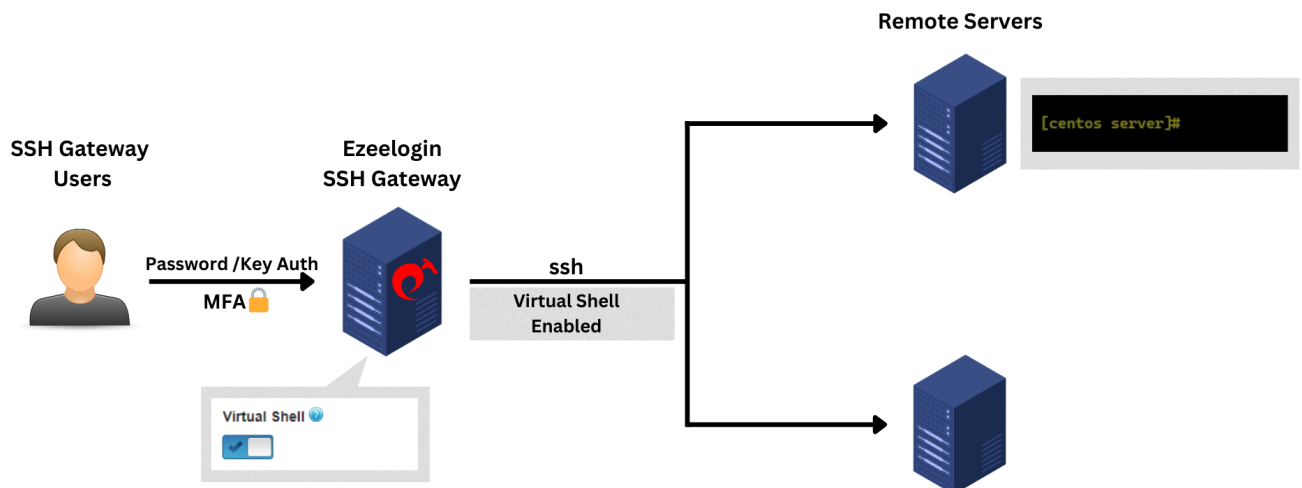 Remote Servers
[centos server]#
SSH Gateway
Users
Ezeelogin
SSH Gateway
Password /Key Auth
MFA
ssh
Virtual Shell
Enabled
Virtual Shell ?